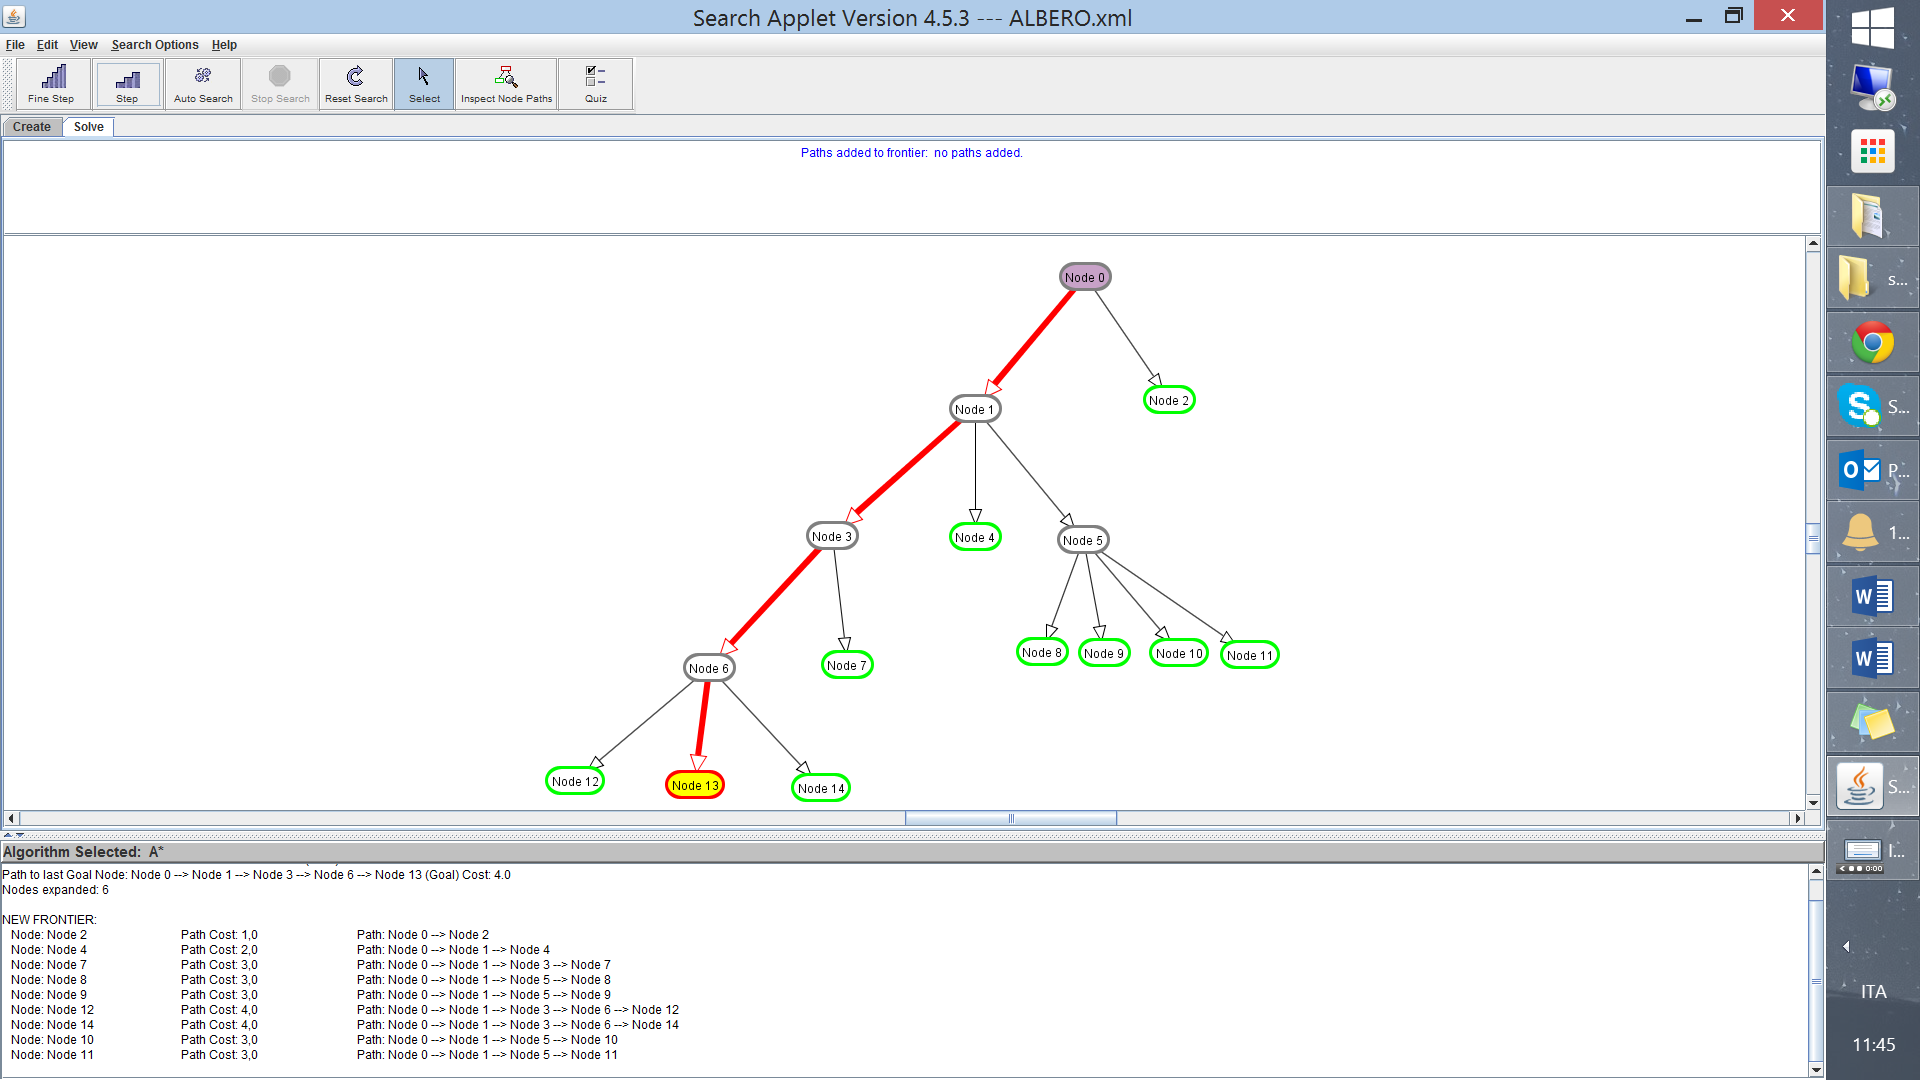 Search Applet Version 4.5.3 --- ALBERO.xml
File Edit View Search Options Help
Fine Step Step Auto Search Stop Search Reset Search Select Inspect Node Paths Quiz
Create Solve
Paths added to frontier: no paths added.
Node 0
Node 2
Node 1
Node 3
Node 4
Node 5
Node 6
Node 7
Node 8
Node 9
Node 10
Node 11
Node 12
Node 13
Node 14
Algorithm Selected: A*
Path to last Goal Node: Node 0 --> Node 1 --> Node 3 --> Node 6 --> Node 13 (Goal) Cost: 4.0
Nodes expanded: 6
NEW FRONTIER:
Node: Node 2 Path Cost: 1,0 Path: Node 0 --> Node 2
Node: Node 4 Path Cost: 2,0 Path: Node 0 --> Node 1 --> Node 4
Node: Node 7 Path Cost: 3,0 Path: Node 0 --> Node 1 --> Node 3 --> Node 7
Node: Node 8 Path Cost: 3,0 Path: Node 0 --> Node 1 --> Node 5 --> Node 8
Node: Node 9 Path Cost: 3,0 Path: Node 0 --> Node 1 --> Node 5 --> Node 9
Node: Node 12 Path Cost: 4,0 Path: Node 0 --> Node 1 --> Node 3 --> Node 6 --> Node 12
Node: Node 14 Path Cost: 4,0 Path: Node 0 --> Node 1 --> Node 3 --> Node 6 --> Node 14
Node: Node 10 Path Cost: 3,0 Path: Node 0 --> Node 1 --> Node 5 --> Node 10
Node: Node 11 Path Cost: 3,0 Path: Node 0 --> Node 1 --> Node 5 --> Node 11
s...
S...
P...
1...
S...
I...
0:00
ITA
11:45